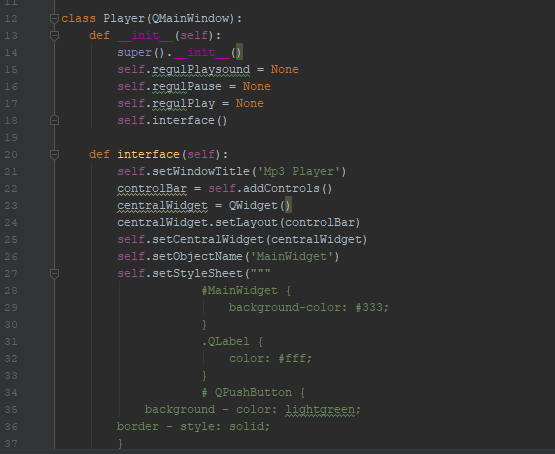 11
12 class Player(QMainWindow):
13 def __init__(self):
14 super().__init__()
15 self.regulPlaysound = None
16 self.regulPause = None
17 self.regulPlay = None
18 self.interface()
19
20 def interface(self):
21 self.setWindowTitle('Mp3 Player')
22 controlBar = self.addControls()
23 centralWidget = QWidget()
24 centralWidget.setLayout(controlBar)
25 self.setCentralWidget(centralWidget)
26 self.setObjectName('MainWidget')
27 self.setStyleSheet("""
28 #MainWidget {
29 background-color: #333;
30 }
31 .QLabel {
32 color: #fff;
33 }
34 # QPushButton {
35 background - color: lightgreen;
36 border - style: solid;
37 }